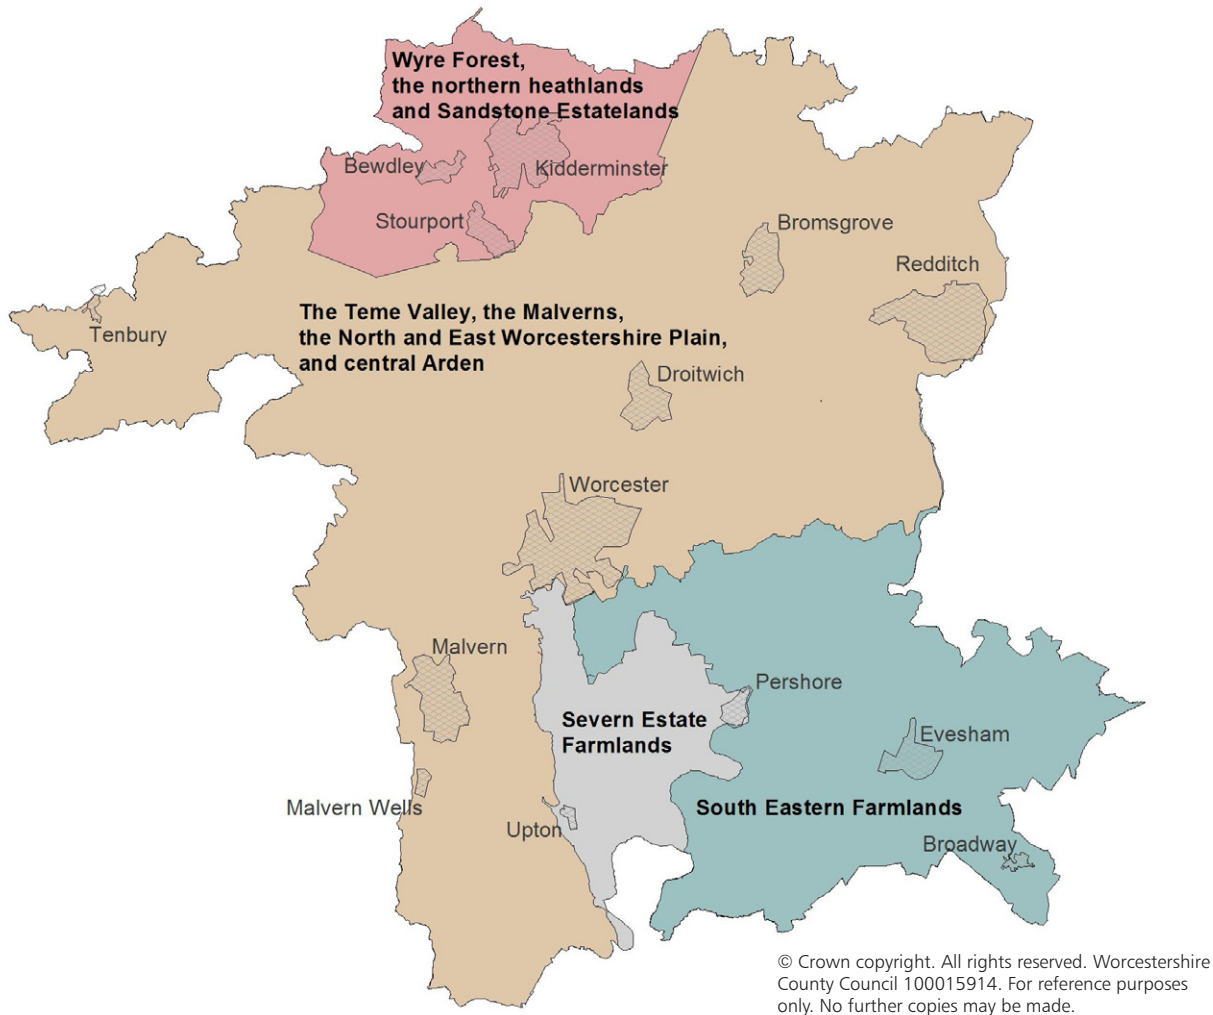 Wyre Forest,
the northern heathlands
and Sandstone Estatelands
Bewdley
Kidderminster
Stourport
Bromsgrove
Redditch
The Teme Valley, the Malverns,
the North and East Worcestershire Plain,
and central Arden
Tenbury
Droitwich
Worcester
Malvern
Pershore
Severn Estate
Farmlands
Evesham
Malvern Wells
South Eastern Farmlands
Upton
Broadway
© Crown copyright. All rights reserved. Worcestershire
County Council 100015914. For reference purposes
only. No further copies may be made.